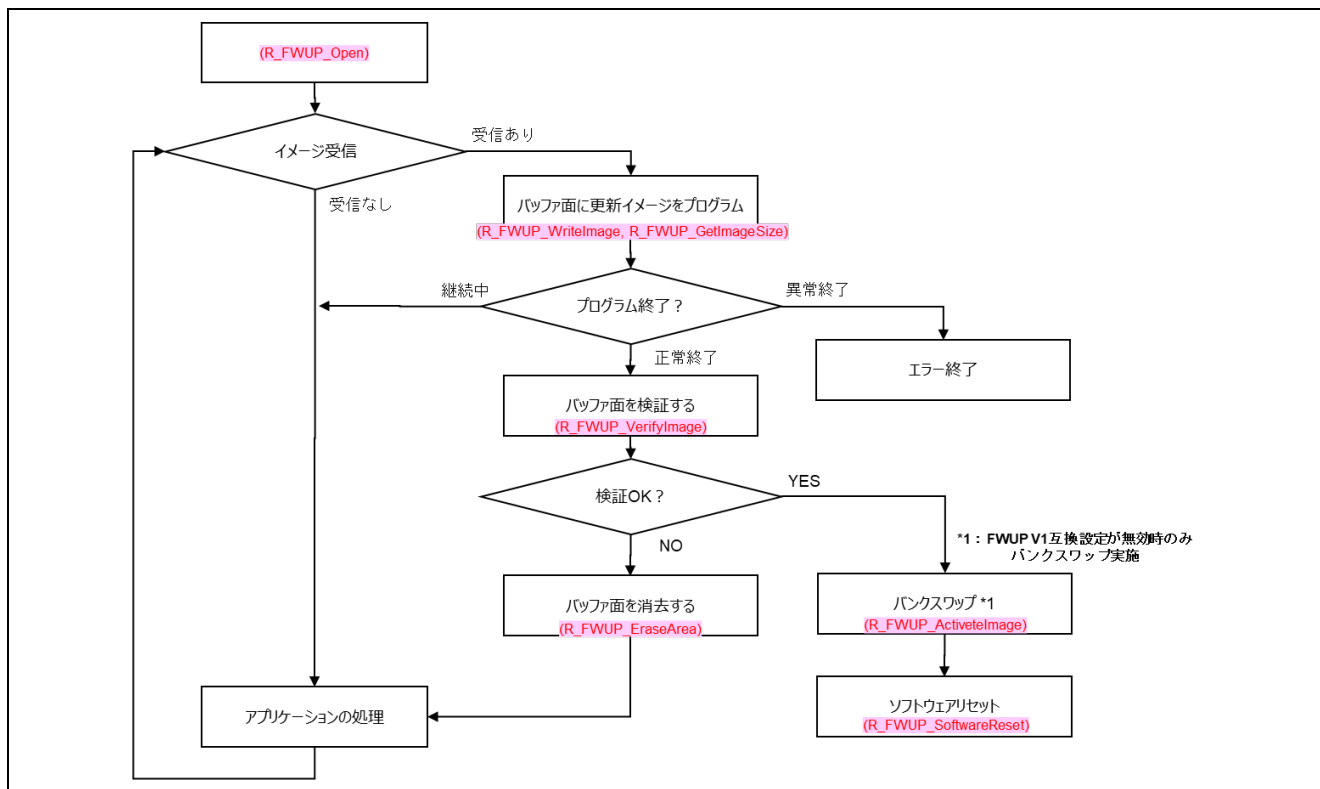 (R_FWUP_Open)
イメージ受信
受信あり
受信なし
バッファ面に更新イメージをプログラム
(R_FWUP_WriteImage, R_FWUP_GetImageSize)
継続中
プログラム終了？
異常終了
正常終了
エラー終了
バッファ面を検証する
(R_FWUP_VerifyImage)
検証OK？
YES
NO
*1： FWUP V1互換設定が無効時のみ
バンクスワップ実施
バッファ面を消去する
(R_FWUP_EraseArea)
バンクスワップ *1
(R_FWUP_ActiveteImage)
アプリケーションの処理
ソフトウェアリセット
(R_FWUP_SoftwareReset)